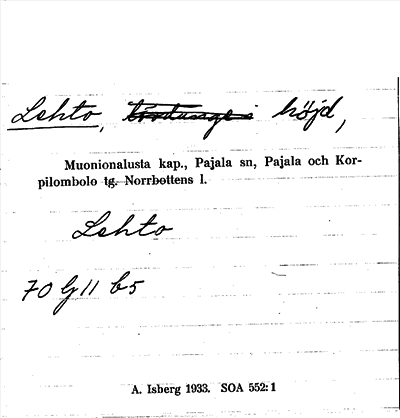 Lehto, höjd,
Muonionalusta kap., Pajala sn, Pajala och Kor-
pilombolo tg. Norrbottens l.
Lehto
70 G 11 b5
A. Isberg 1933. SOA 552:1